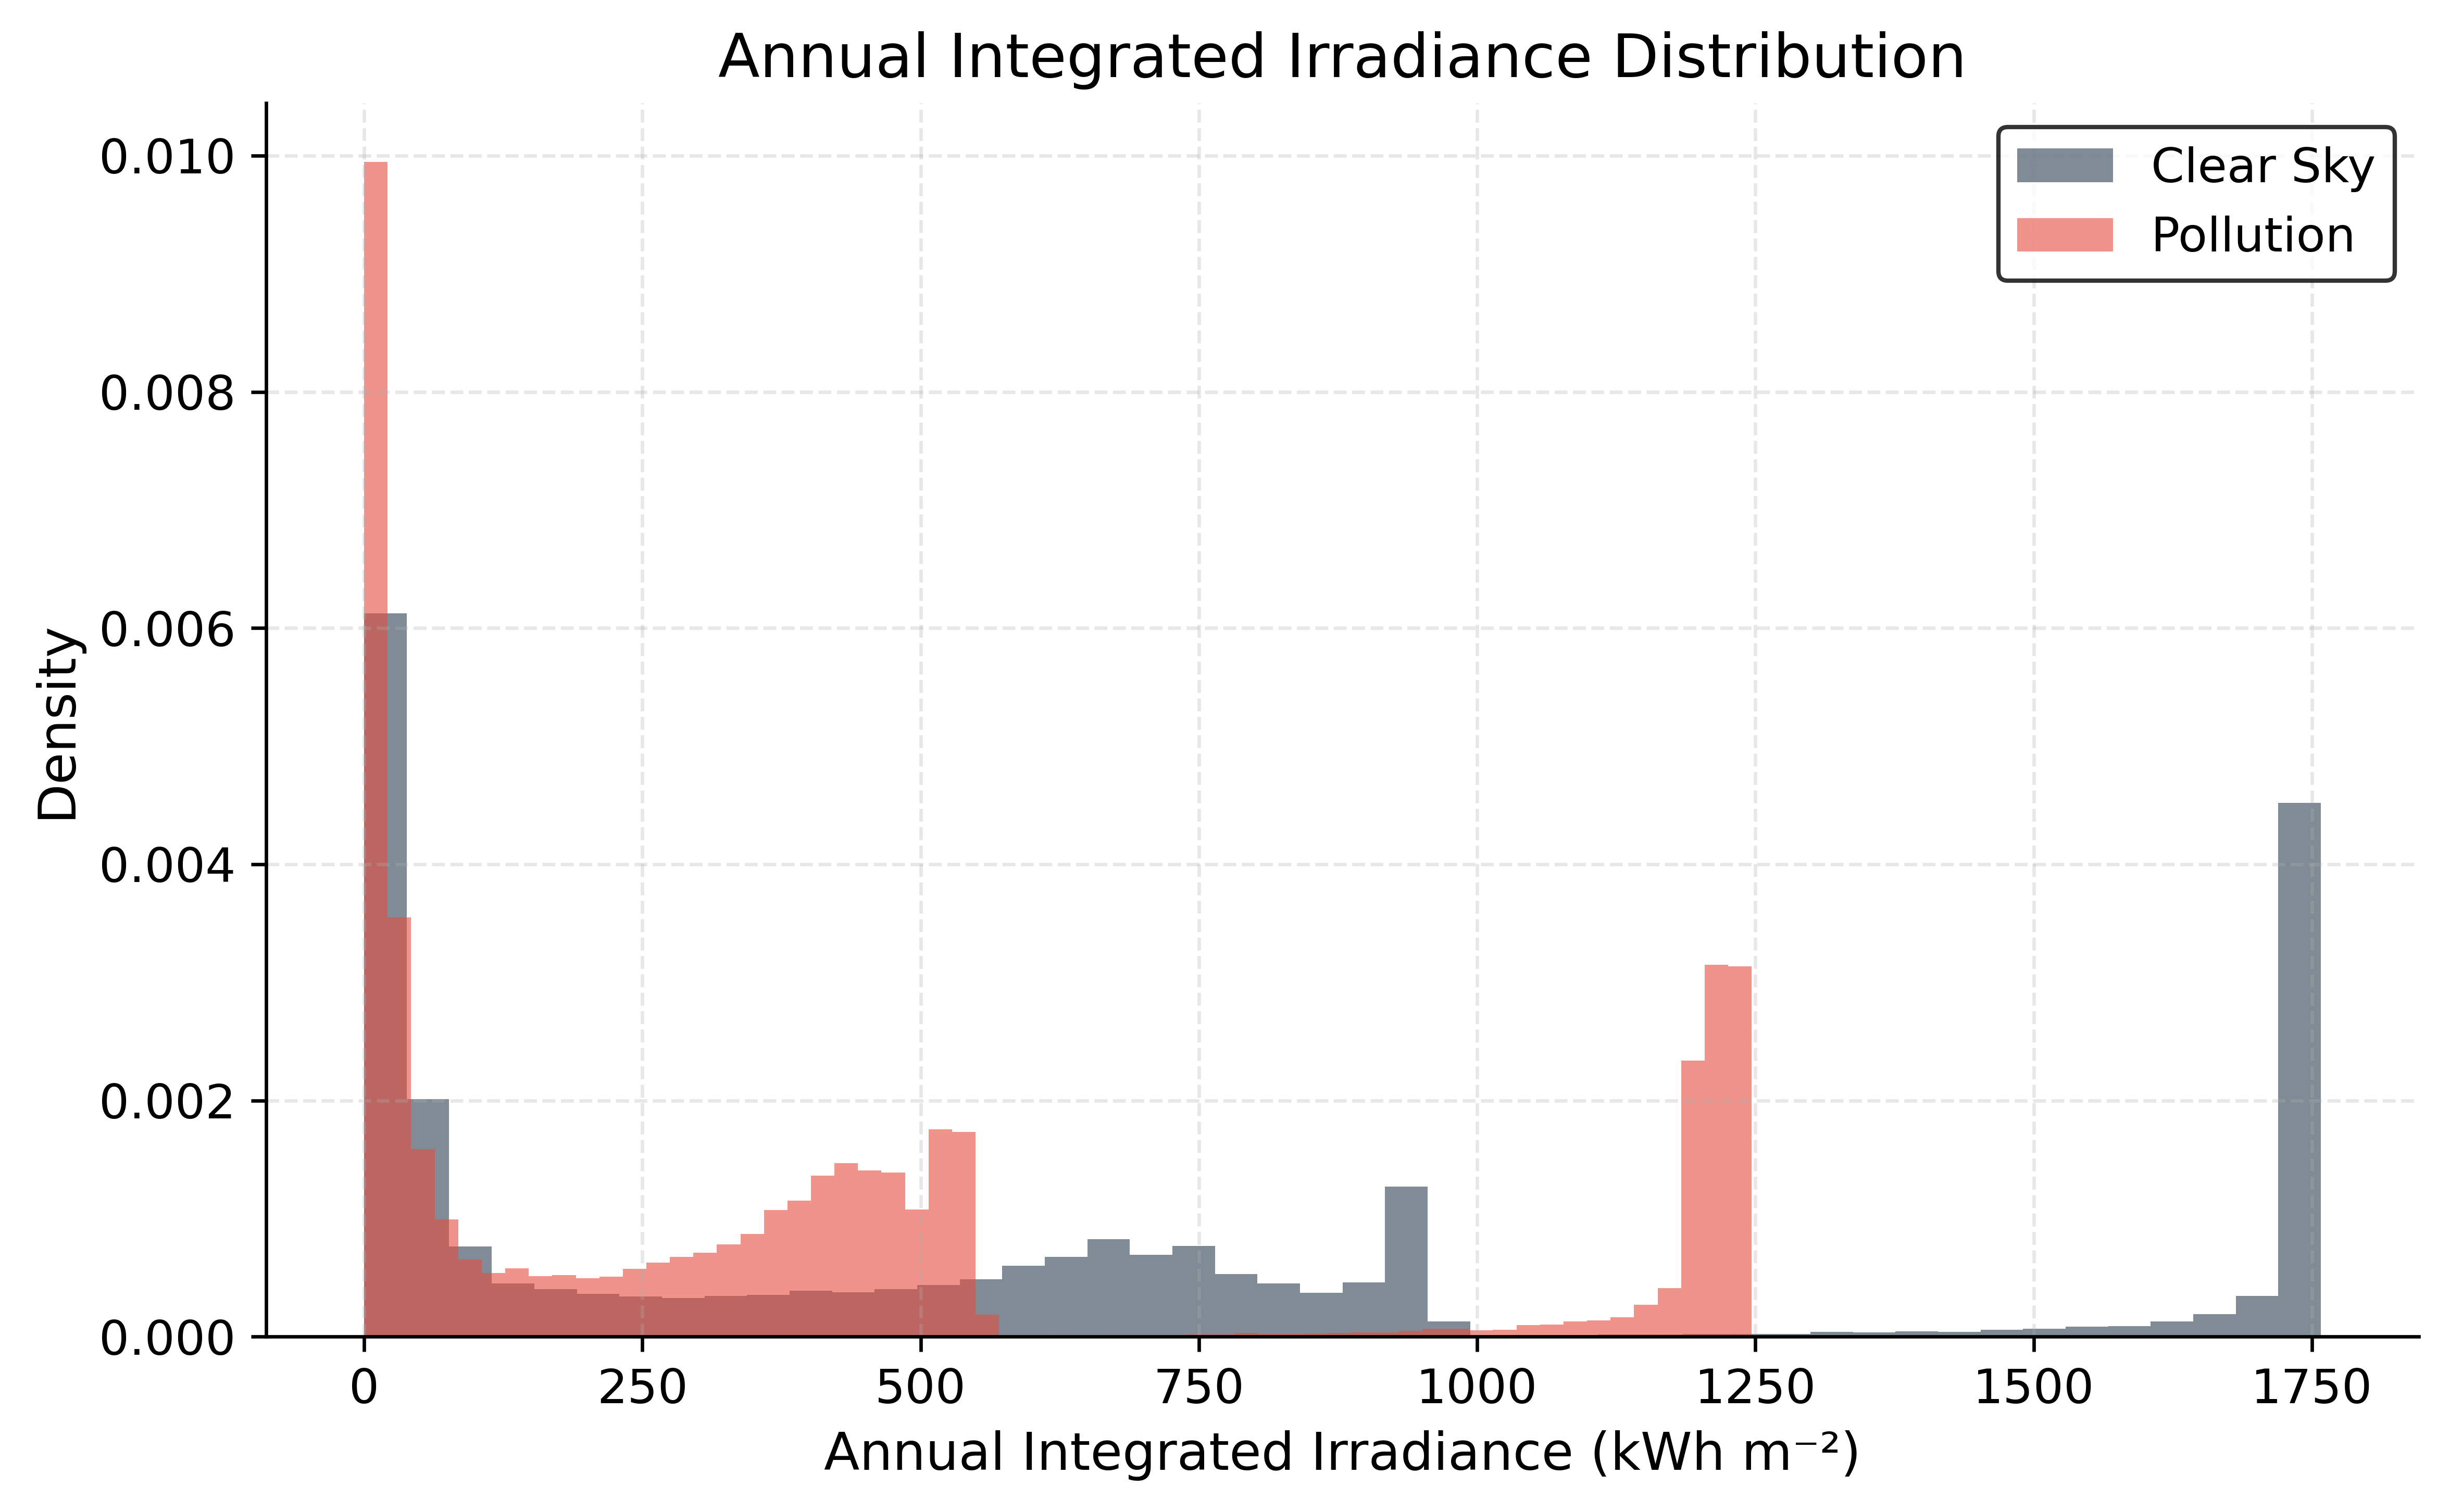 Annual Integrated Irradiance Distribution
Clear Sky
Pollution
Density
0.010
0.008
0.006
0.004
0.002
0.000
0 250 500 750 1000 1250 1500 1750
Annual Integrated Irradiance (kWh m⁻²)